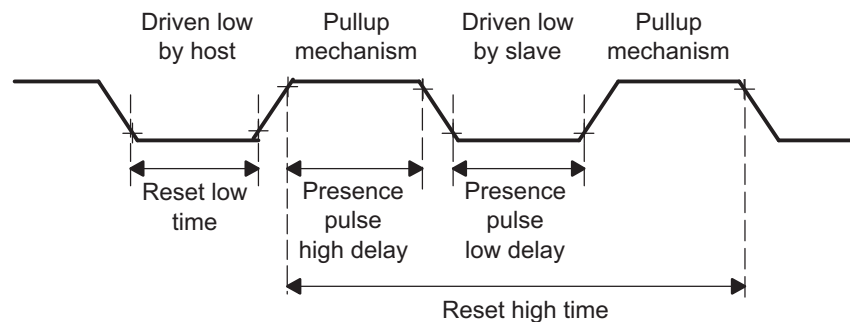 Driven low
by host
Pullup
mechanism
Driven low
by slave
Pullup
mechanism
Reset low
time
Presence
pulse
high delay
Presence
pulse
low delay
Reset high time